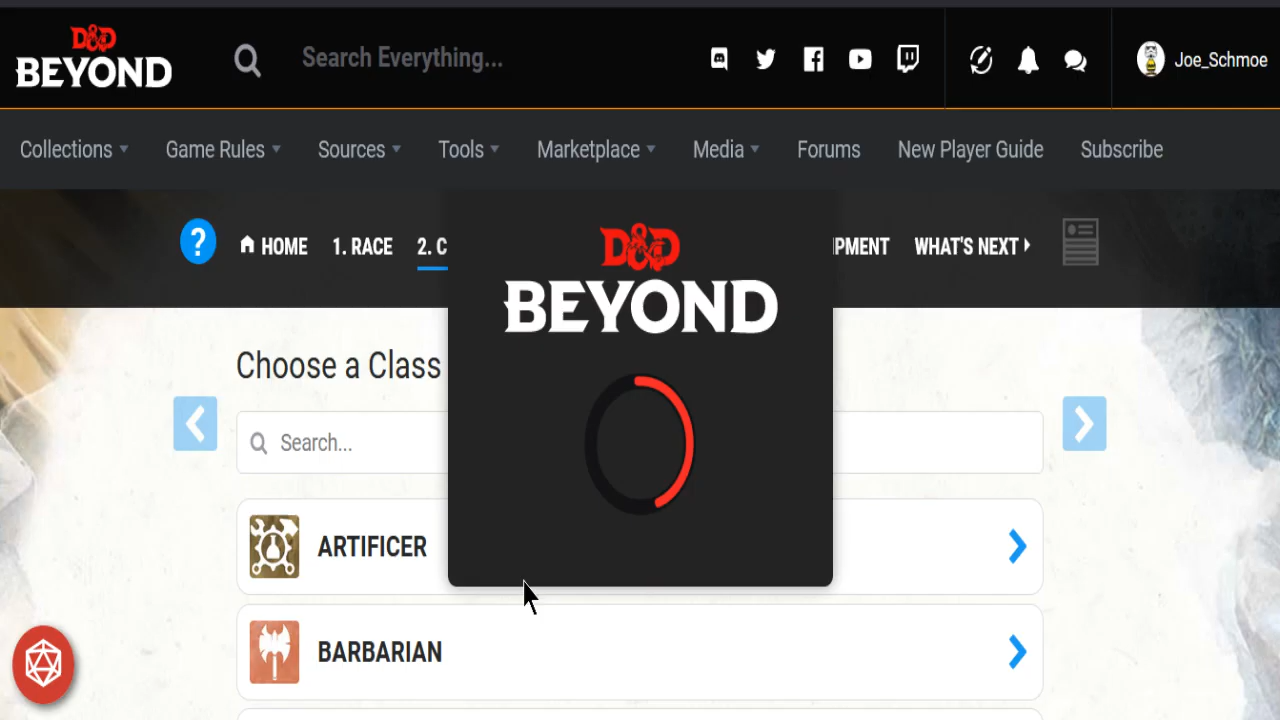 D&D
BEYOND
Search Everything...
Joe_Schmoe
Collections
Game Rules
Sources
Tools
Marketplace
Media
Forums
New Player Guide
Subscribe
?
HOME
1. RACE
2. C
PMENT
WHAT'S NEXT
D&D
BEYOND
Choose a Class
Search...
ARTIFICER
BARBARIAN